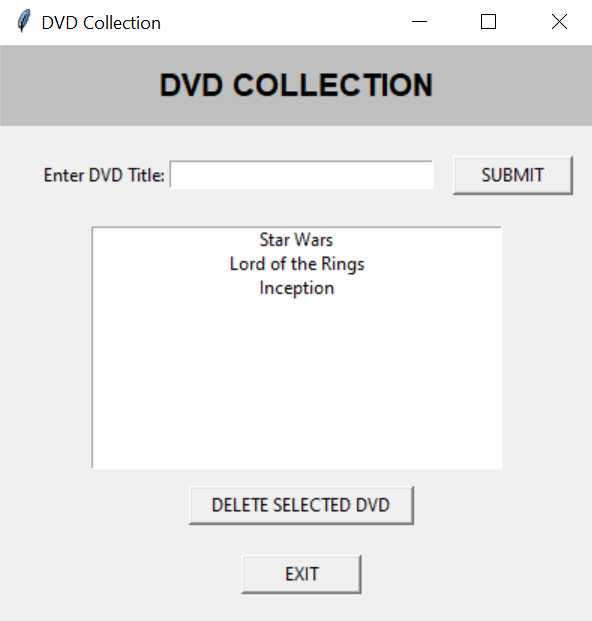 DVD Collection
DVD COLLECTION
Enter DVD Title: SUBMIT
Star Wars
Lord of the Rings
Inception
DELETE SELECTED DVD
EXIT